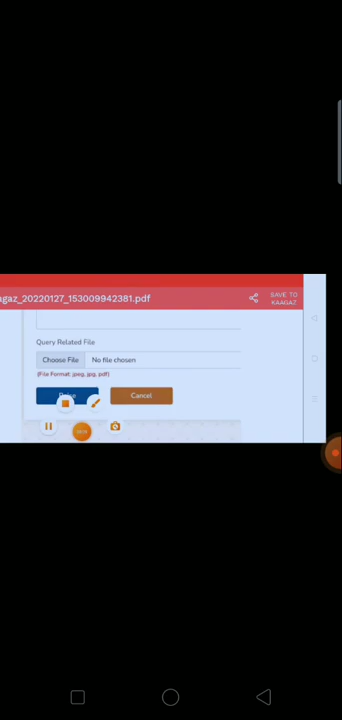 agaz_20220127_153009942381.pdf
SAVE TO
KAAGAZ
Query Related File
Choose File No file chosen
(File Format: jpeg, jpg, pdf)
Cancel